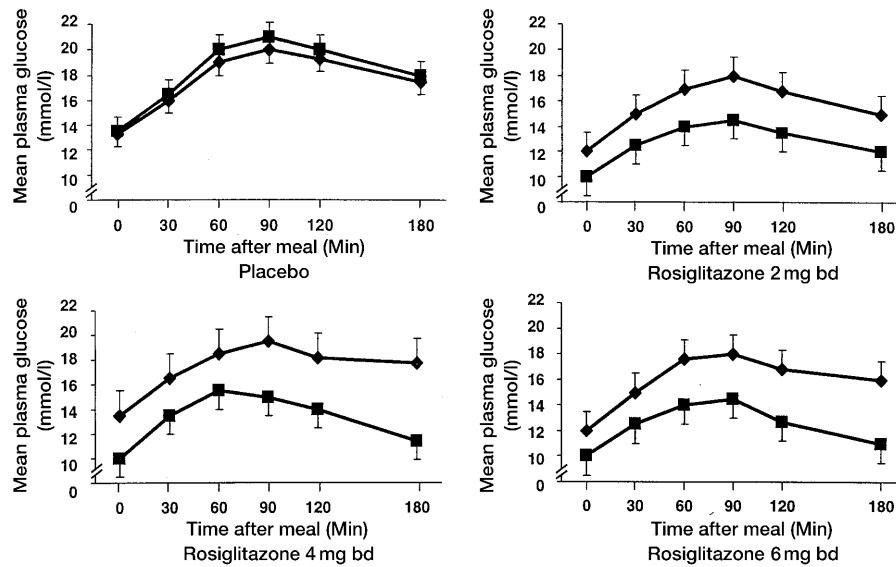 Mean plasma glucose
(mmol/l)
22
20
18
16
14
12
10
0
0 30 60 90 120 180
Time after meal (Min)
Placebo
Mean plasma glucose
(mmol/l)
22
20
18
16
14
12
10
0
0 30 60 90 120 180
Time after meal (Min)
Rosiglitazone 2 mg bd
Mean plasma glucose
(mmol/l)
22
20
18
16
14
12
10
0
0 30 60 90 120 180
Time after meal (Min)
Rosiglitazone 4 mg bd
Mean plasma glucose
(mmol/l)
22
20
18
16
14
12
10
0
0 30 60 90 120 180
Time after meal (Min)
Rosiglitazone 6 mg bd